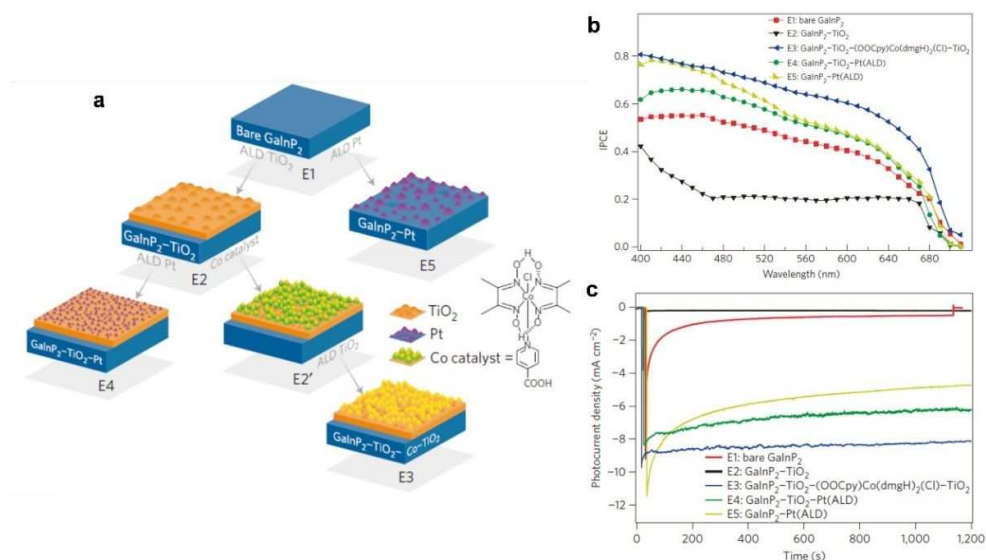 a
Bare GaInP₂
ALD TiO₂
ALD Pt
E1
GaInP₂–TiO₂
ALD Pt
Co catalyst
E2
GaInP₂–Pt
E5
GaInP₂–TiO₂–Pt
E4
ALD TiO₂
E2′
GaInP₂–TiO₂–Co–TiO₂
E3
TiO₂
Pt
Co catalyst =
H
O O
Cl
N N
Co
N N
O O
H
N
COOH
b
E1: bare GaInP₂
E2: GaInP₂–TiO₂
E3: GaInP₂–TiO₂–(OOCpy)Co(dmgH)₂(Cl)–TiO₂
E4: GaInP₂–TiO₂–Pt(ALD)
E5: GaInP₂–Pt(ALD)
IPCE
0.8
0.6
0.4
0.2
0.0
400 440 480 520 560 600 640 680
Wavelength (nm)
c
Photocurrent density (mA cm⁻²)
0
−2
−4
−6
−8
−10
−12
E1: bare GaInP₂
E2: GaInP₂–TiO₂
E3: GaInP₂–TiO₂–(OOCpy)Co(dmgH)₂(Cl)–TiO₂
E4: GaInP₂–TiO₂–Pt(ALD)
E5: GaInP₂–Pt(ALD)
0 200 400 600 800 1,000 1,200
Time (s)